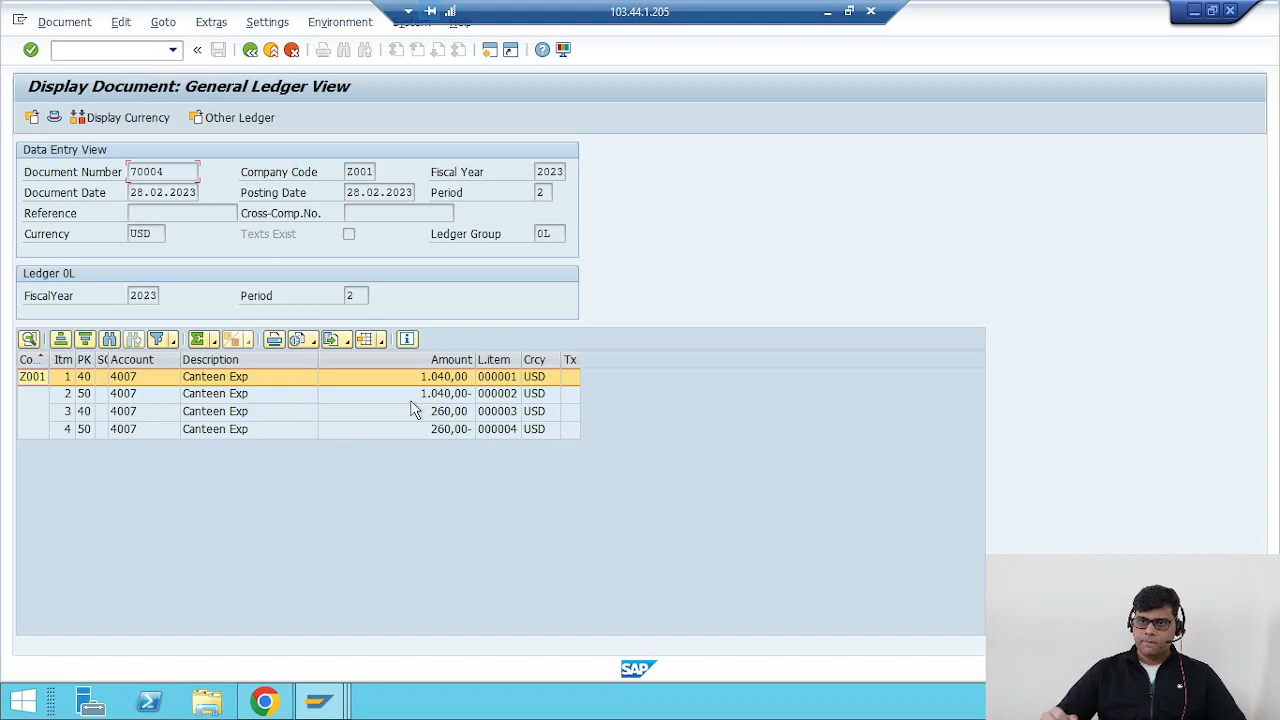 103.44.1.205
Document Edit Goto Extras Settings Environment System Help
Display Document: General Ledger View
Display Currency Other Ledger
Data Entry View
Document Number 70004 Company Code Z001 Fiscal Year 2023
Document Date 28.02.2023 Posting Date 28.02.2023 Period 2
Reference Cross-Comp.No.
Currency USD Texts Exist Ledger Group 0L
Ledger 0L
FiscalYear 2023 Period 2
Co... Itm PK Account Description Amount L.item Crcy Tx
Z001 1 40 4007 Canteen Exp 1.040,00 000001 USD
2 50 4007 Canteen Exp 1.040,00- 000002 USD
3 40 4007 Canteen Exp 260,00 000003 USD
4 50 4007 Canteen Exp 260,00- 000004 USD
SAP